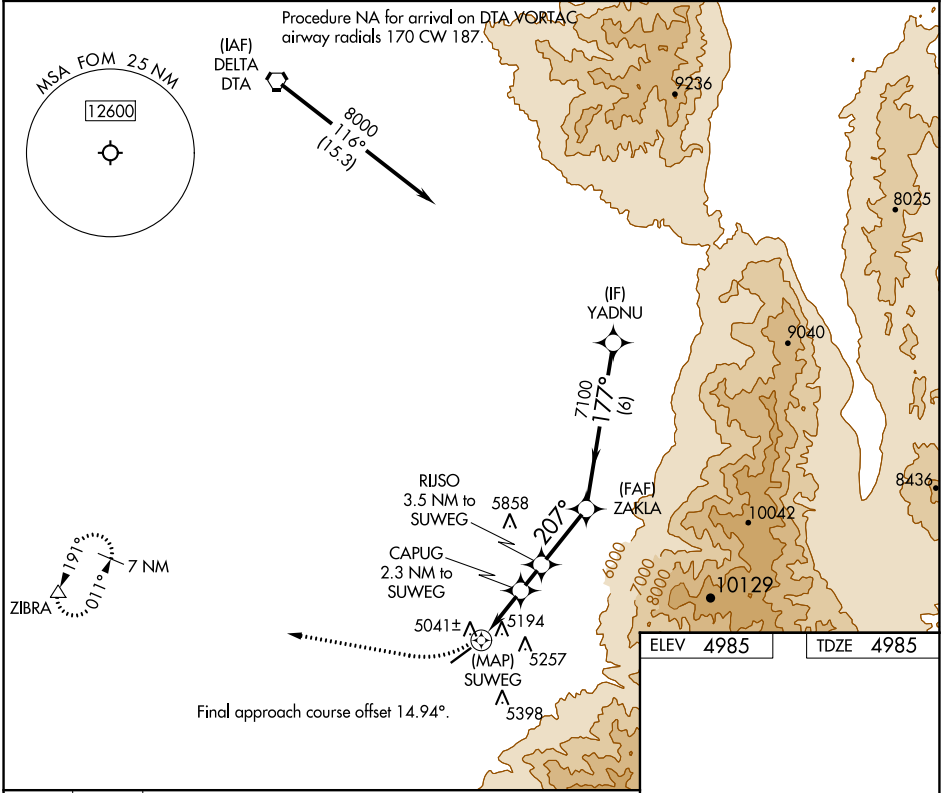 Procedure NA for arrival on DTA VORTAC
airway radials 170 CW 187.
(IAF)
DELTA
DTA
MSA FOM 25 NM
12600
8000
116°
(15.3)
9236
8025
(IF)
YADNU
9040
7100
177°
(6)
8436
RIJSO
3.5 NM to
SUWEG
5858
207°
(FAF)
ZAKLA
10042
CAPUG
2.3 NM to
SUWEG
6000
7000
8000
10129
191°
011°
7 NM
ZIBRA
5041±
5194
5257
(MAP)
SUWEG
5398
Final approach course offset 14.94°.
ELEV 4985
TDZE 4985